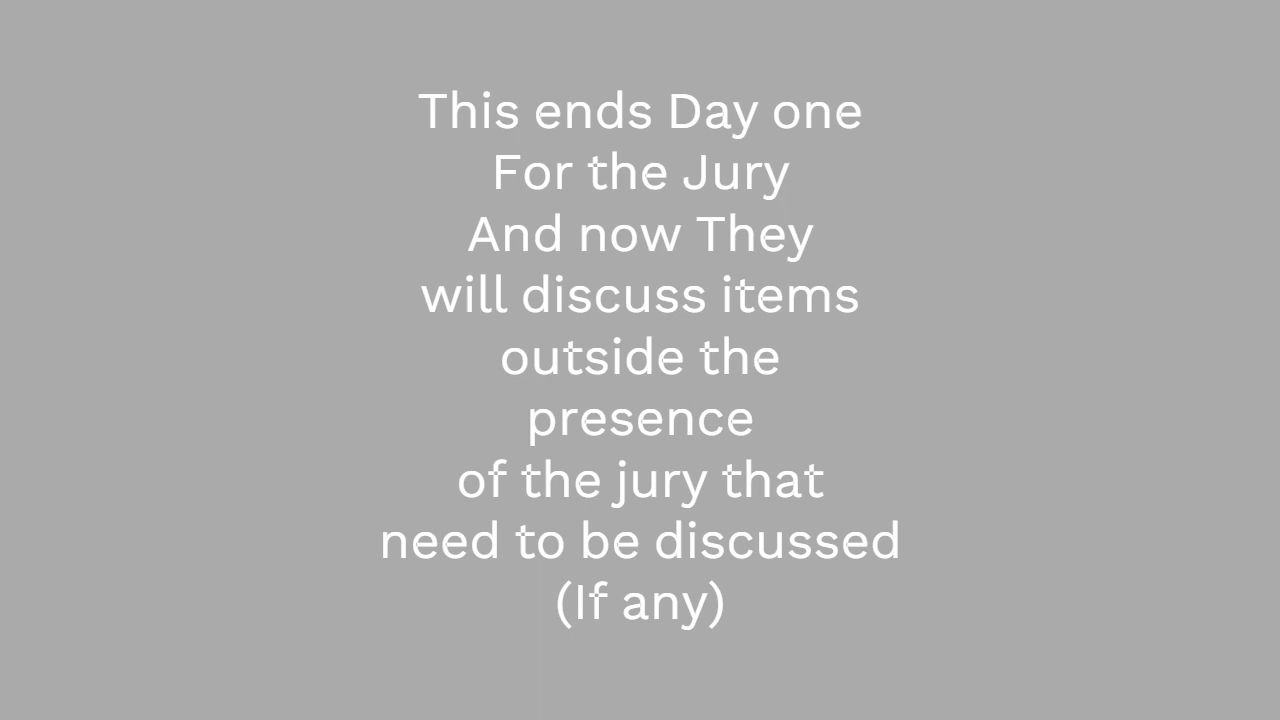 This ends Day one
For the Jury
And now They
will discuss items
outside the
presence
of the jury that
need to be discussed
(If any)